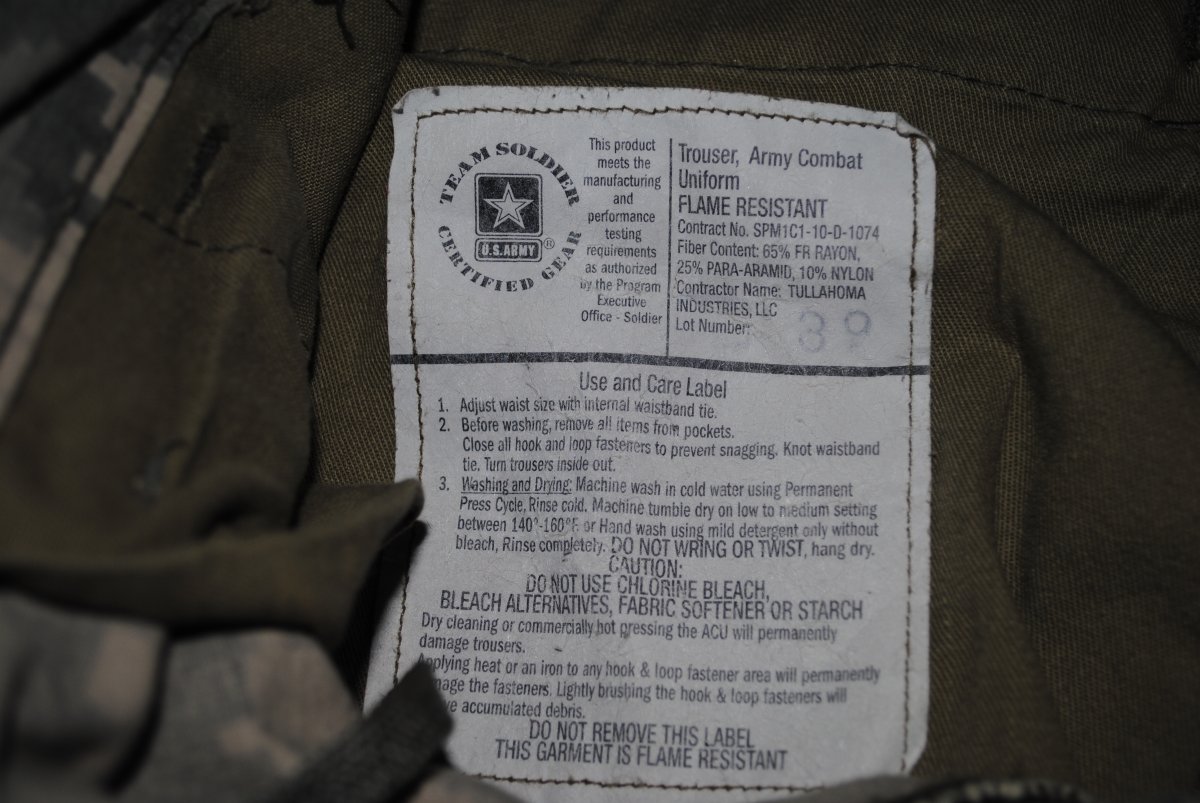 TEAM SOLDIER
U.S.ARMY®
CERTIFIED GEAR
This product
meets the
manufacturing
and
performance
testing
requirements
as authorized
by the Program
Executive
Office - Soldier
Trouser, Army Combat
Uniform
FLAME RESISTANT
Contract No. SPM1C1-10-D-1074
Fiber Content: 65% FR RAYON,
25% PARA-ARAMID, 10% NYLON
Contractor Name: TULLAHOMA
INDUSTRIES, LLC
Lot Number: 39
Use and Care Label
1. Adjust waist size with internal waistband tie.
2. Before washing, remove all items from pockets.
Close all hook and loop fasteners to prevent snagging. Knot waistband
tie. Turn trousers inside out.
3. Washing and Drying: Machine wash in cold water using Permanent
Press Cycle, Rinse cold. Machine tumble dry on low to medium setting
between 140°-160°F or Hand wash using mild detergent only without
bleach, Rinse completely. DO NOT WRING OR TWIST, hang dry.
CAUTION:
DO NOT USE CHLORINE BLEACH,
BLEACH ALTERNATIVES, FABRIC SOFTENER OR STARCH
Dry cleaning or commercially hot pressing the ACU will permanently
damage trousers.
Applying heat or an iron to any hook & loop fastener area will permanently
the fasteners. Lightly brushing the hook & loop fasteners will
accumulated debris.
DO NOT REMOVE THIS LABEL
THIS GARMENT IS FLAME RESISTANT